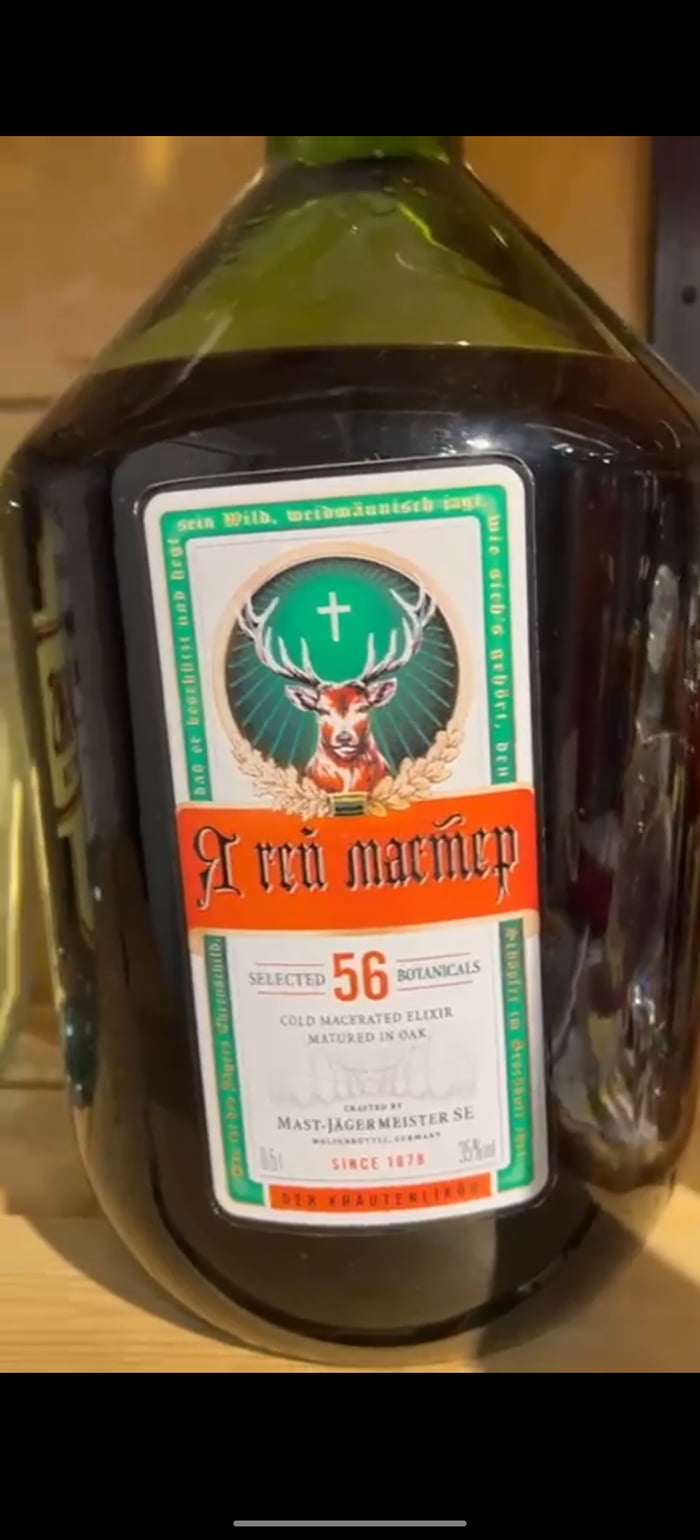 sein Wild, weidmännisch jagt,
wie sich's gehört, den
daß er beschützt und hegt
Я гей мастер
SELECTED 56 BOTANICALS
COLD MACERATED ELIXIR
MATURED IN OAK
CRAFTED BY
MAST-JÄGERMEISTER SE
WOLFENBÜTTEL, GERMANY
SINCE 1878
0,5 l
35% vol
DER KRÄUTERLIKÖR
Das ist des Jägers Ehrenschild,
Schöpfer im Geschöpfe ehrt.